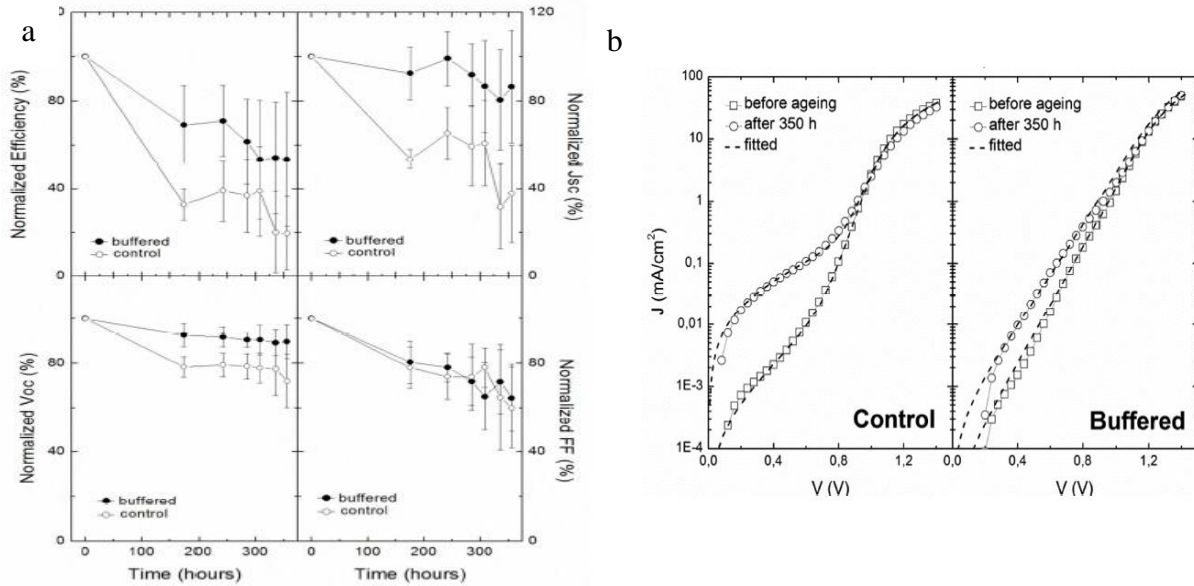 a
0
80
40
0
Normalized Efficiency (%)
buffered
control
120
80
40
0
Normalized Jsc (%)
buffered
control
80
40
0
Normalized Voc (%)
buffered
control
0 100 200 300
Time (hours)
80
40
0
Normalized FF (%)
buffered
control
0 100 200 300
Time (hours)
b
100
10
1
0,1
0,01
1E-3
1E-4
J (mA/cm²)
before ageing
after 350 h
fitted
Control
0,0 0,4 0,8 1,2
V (V)
before ageing
after 350 h
fitted
Buffered
0,0 0,4 0,8 1,2
V (V)